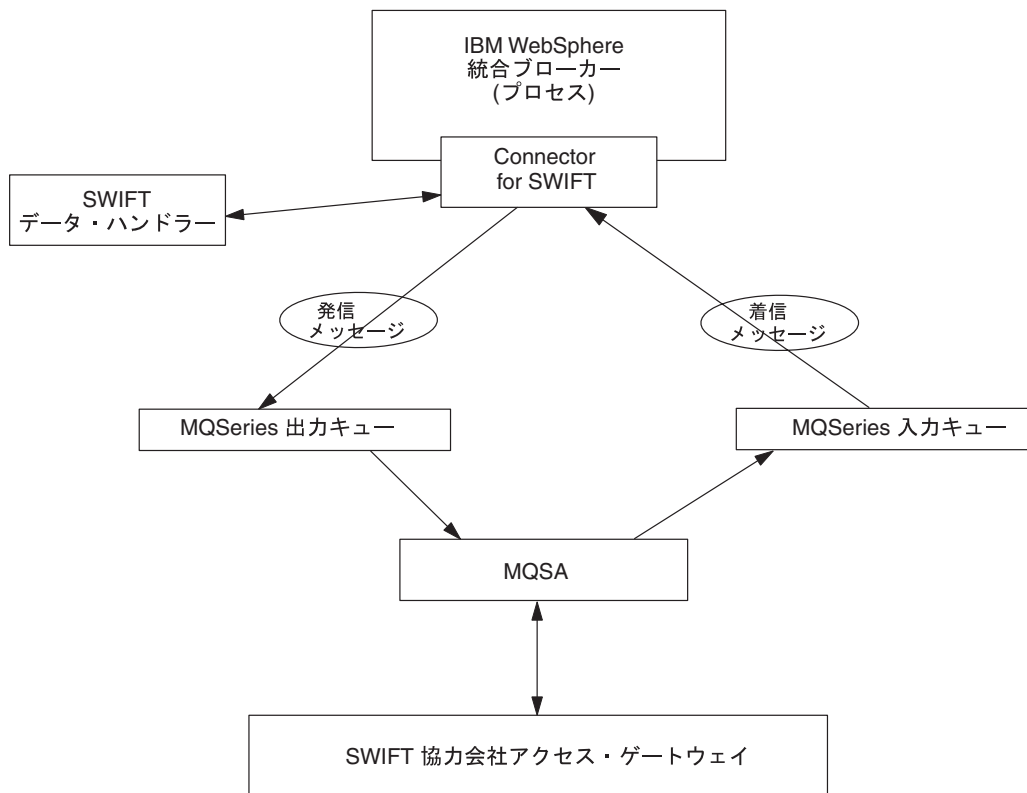 IBM WebSphere
統合ブローカー
(プロセス)
Connector
for SWIFT
SWIFT
データ・ハンドラー
発信
メッセージ
着信
メッセージ
MQSeries 出力キュー
MQSeries 入力キュー
MQSA
SWIFT 協力会社アクセス・ゲートウェイ